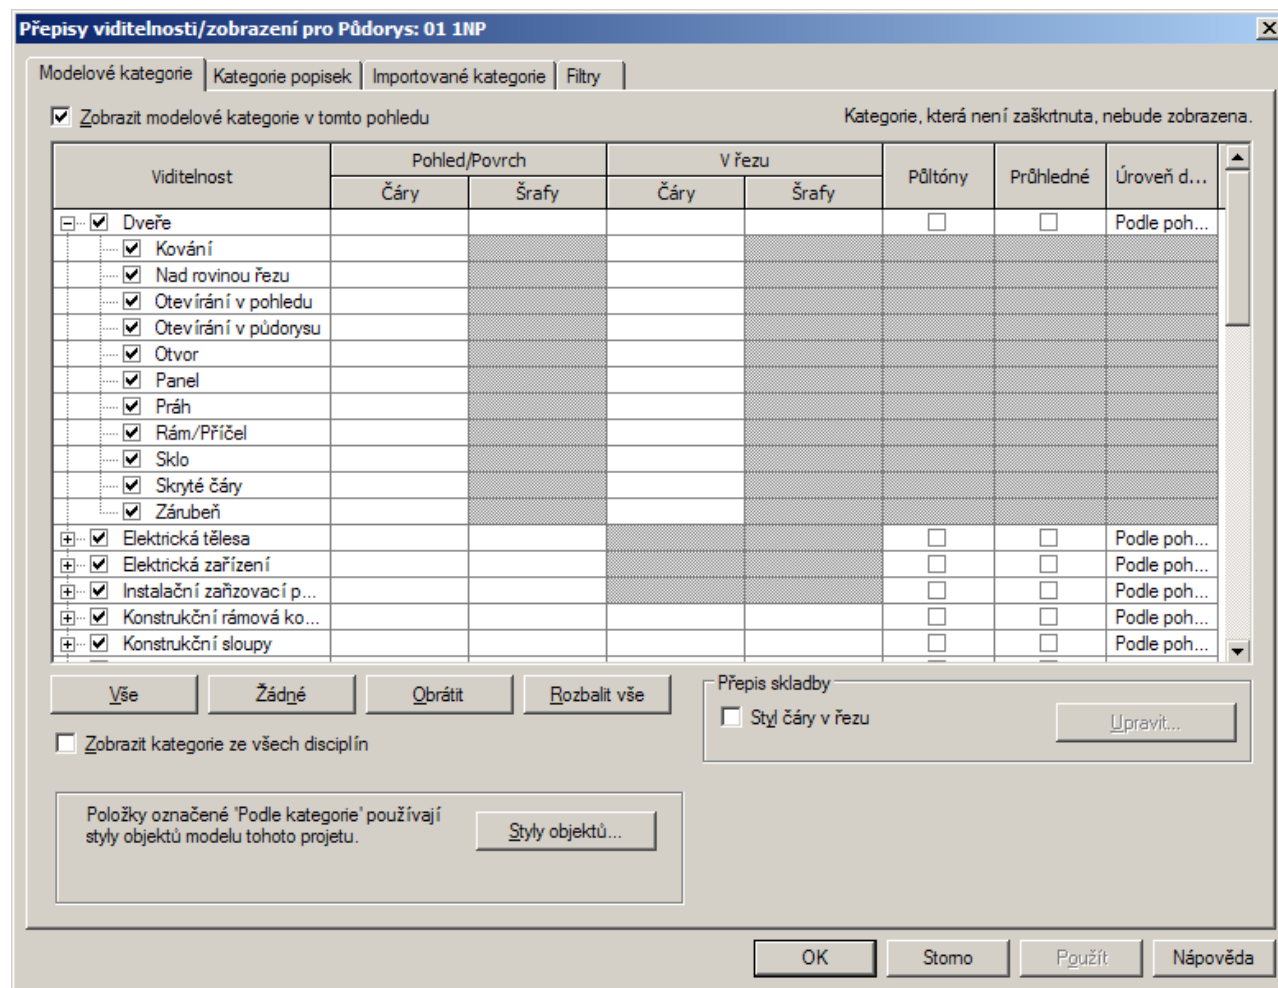 Přepisy viditelnosti/zobrazení pro Půdorys: 01 1NP
Modelové kategorie Kategorie popisek Importované kategorie Filtry
Zobrazit modelové kategorie v tomto pohledu Kategorie, která není zaškrtnuta, nebude zobrazena.
Viditelnost Pohled/Povrch V řezu Půltóny Průhledné Úroveň d...
Čáry Šrafy Čáry Šrafy
Dveře Podle poh...
Kování
Nad rovinou řezu
Otevírání v pohledu
Otevírání v půdorysu
Otvor
Panel
Práh
Rám/Příčel
Sklo
Skryté čáry
Zárubeň
Elektrická tělesa Podle poh...
Elektrická zařízení Podle poh...
Instalační zařzovací p... Podle poh...
Konstrukční rámová ko... Podle poh...
Konstrukční sloupy Podle poh...
Vše Žádné Obrátit Rozbalit vše
Přepis skladby
Styl čáry v řezu Upravit...
Zobrazit kategorie ze všech disciplín
Položky označené 'Podle kategorie' používají
styly objektů modelu tohoto projetu.
Styly objektů...
OK Storno Použít Nápověda